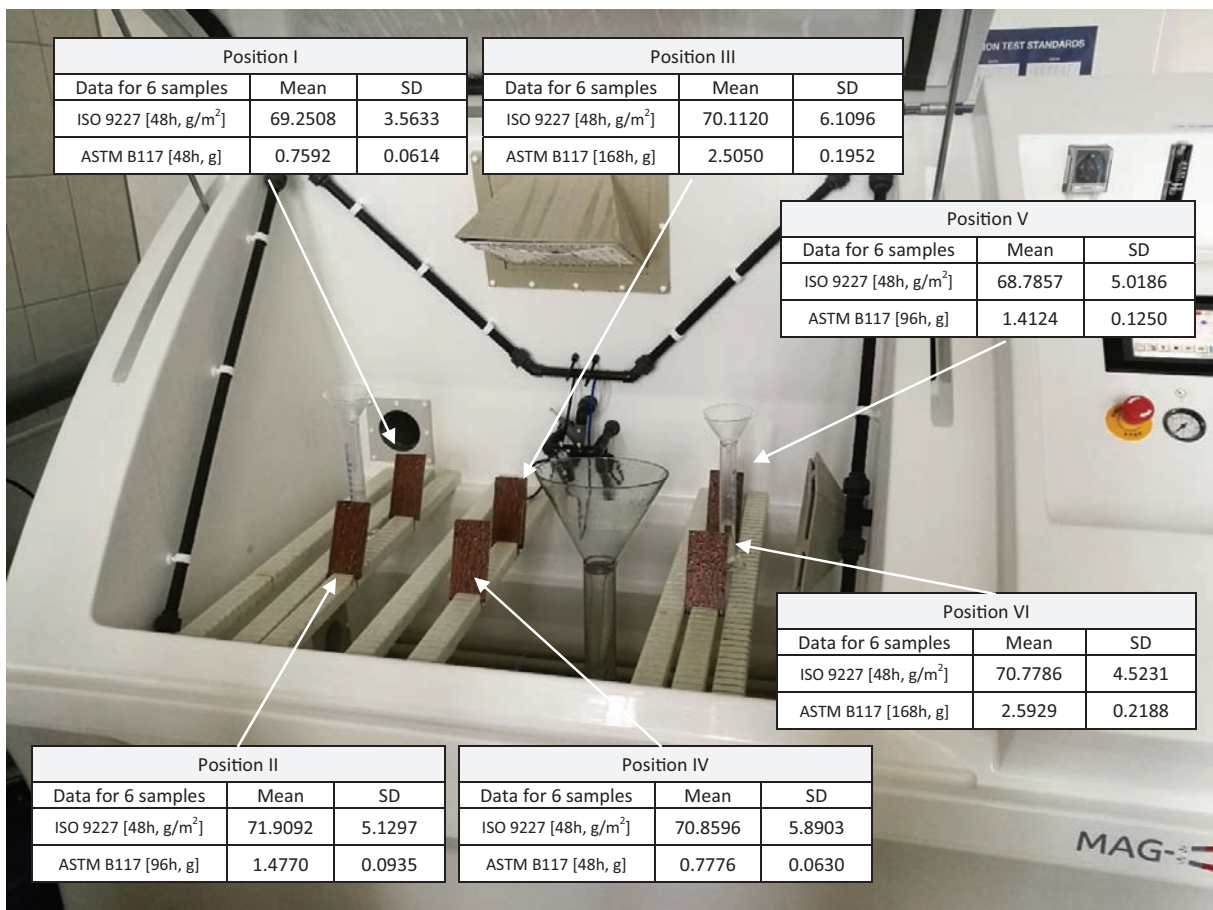 Position I
Data for 6 samples Mean SD
ISO 9227 [48h, g/m²] 69.2508 3.5633
ASTM B117 [48h, g] 0.7592 0.0614
Position III
Data for 6 samples Mean SD
ISO 9227 [48h, g/m²] 70.1120 6.1096
ASTM B117 [168h, g] 2.5050 0.1952
ION TEST STANDARDS
Position V
Data for 6 samples Mean SD
ISO 9227 [48h, g/m²] 68.7857 5.0186
ASTM B117 [96h, g] 1.4124 0.1250
Position VI
Data for 6 samples Mean SD
ISO 9227 [48h, g/m²] 70.7786 4.5231
ASTM B117 [168h, g] 2.5929 0.2188
Position II
Data for 6 samples Mean SD
ISO 9227 [48h, g/m²] 71.9092 5.1297
ASTM B117 [96h, g] 1.4770 0.0935
Position IV
Data for 6 samples Mean SD
ISO 9227 [48h, g/m²] 70.8596 5.8903
ASTM B117 [48h, g] 0.7776 0.0630
MAG-